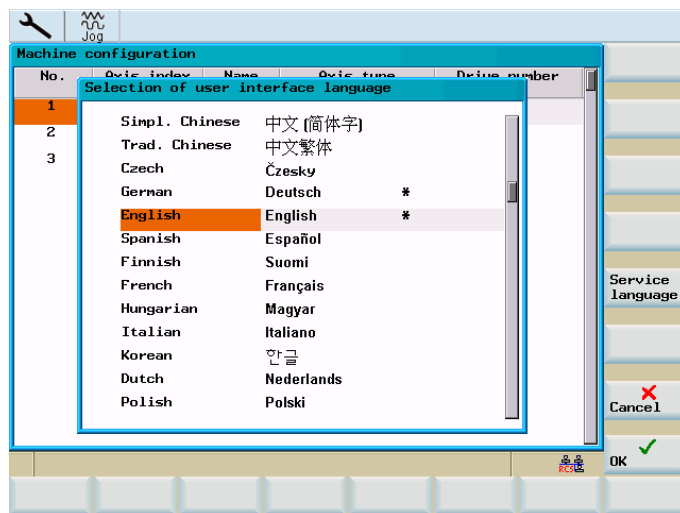 Jog
Machine configuration
No. Axis index Name Axis type Drive number
Selection of user interface language
1
2
3
Simpl. Chinese 中文 (简体字)
Trad. Chinese 中文繁体
Czech Čzesky
German Deutsch *
English English *
Spanish Español
Finnish Suomi
French Français
Hungarian Magyar
Italian Italiano
Korean 한글
Dutch Nederlands
Polish Polski
Service
language
Cancel
OK
RCS